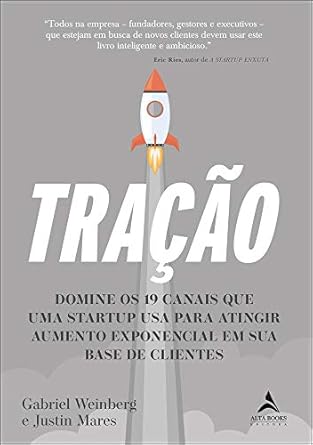 “Todos na empresa – fundadores, gestores e executivos –
que estejam em busca de novos clientes devem usar este
livro inteligente e ambicioso.”
Eric Ries, autor de A STARTUP ENXUTA
TRAÇÃO
DOMINE OS 19 CANAIS QUE
UMA STARTUP USA PARA ATINGIR
AUMENTO EXPONENCIAL EM SUA
BASE DE CLIENTES
Gabriel Weinberg
e Justin Mares
ALTA BOOKS
EDITORA